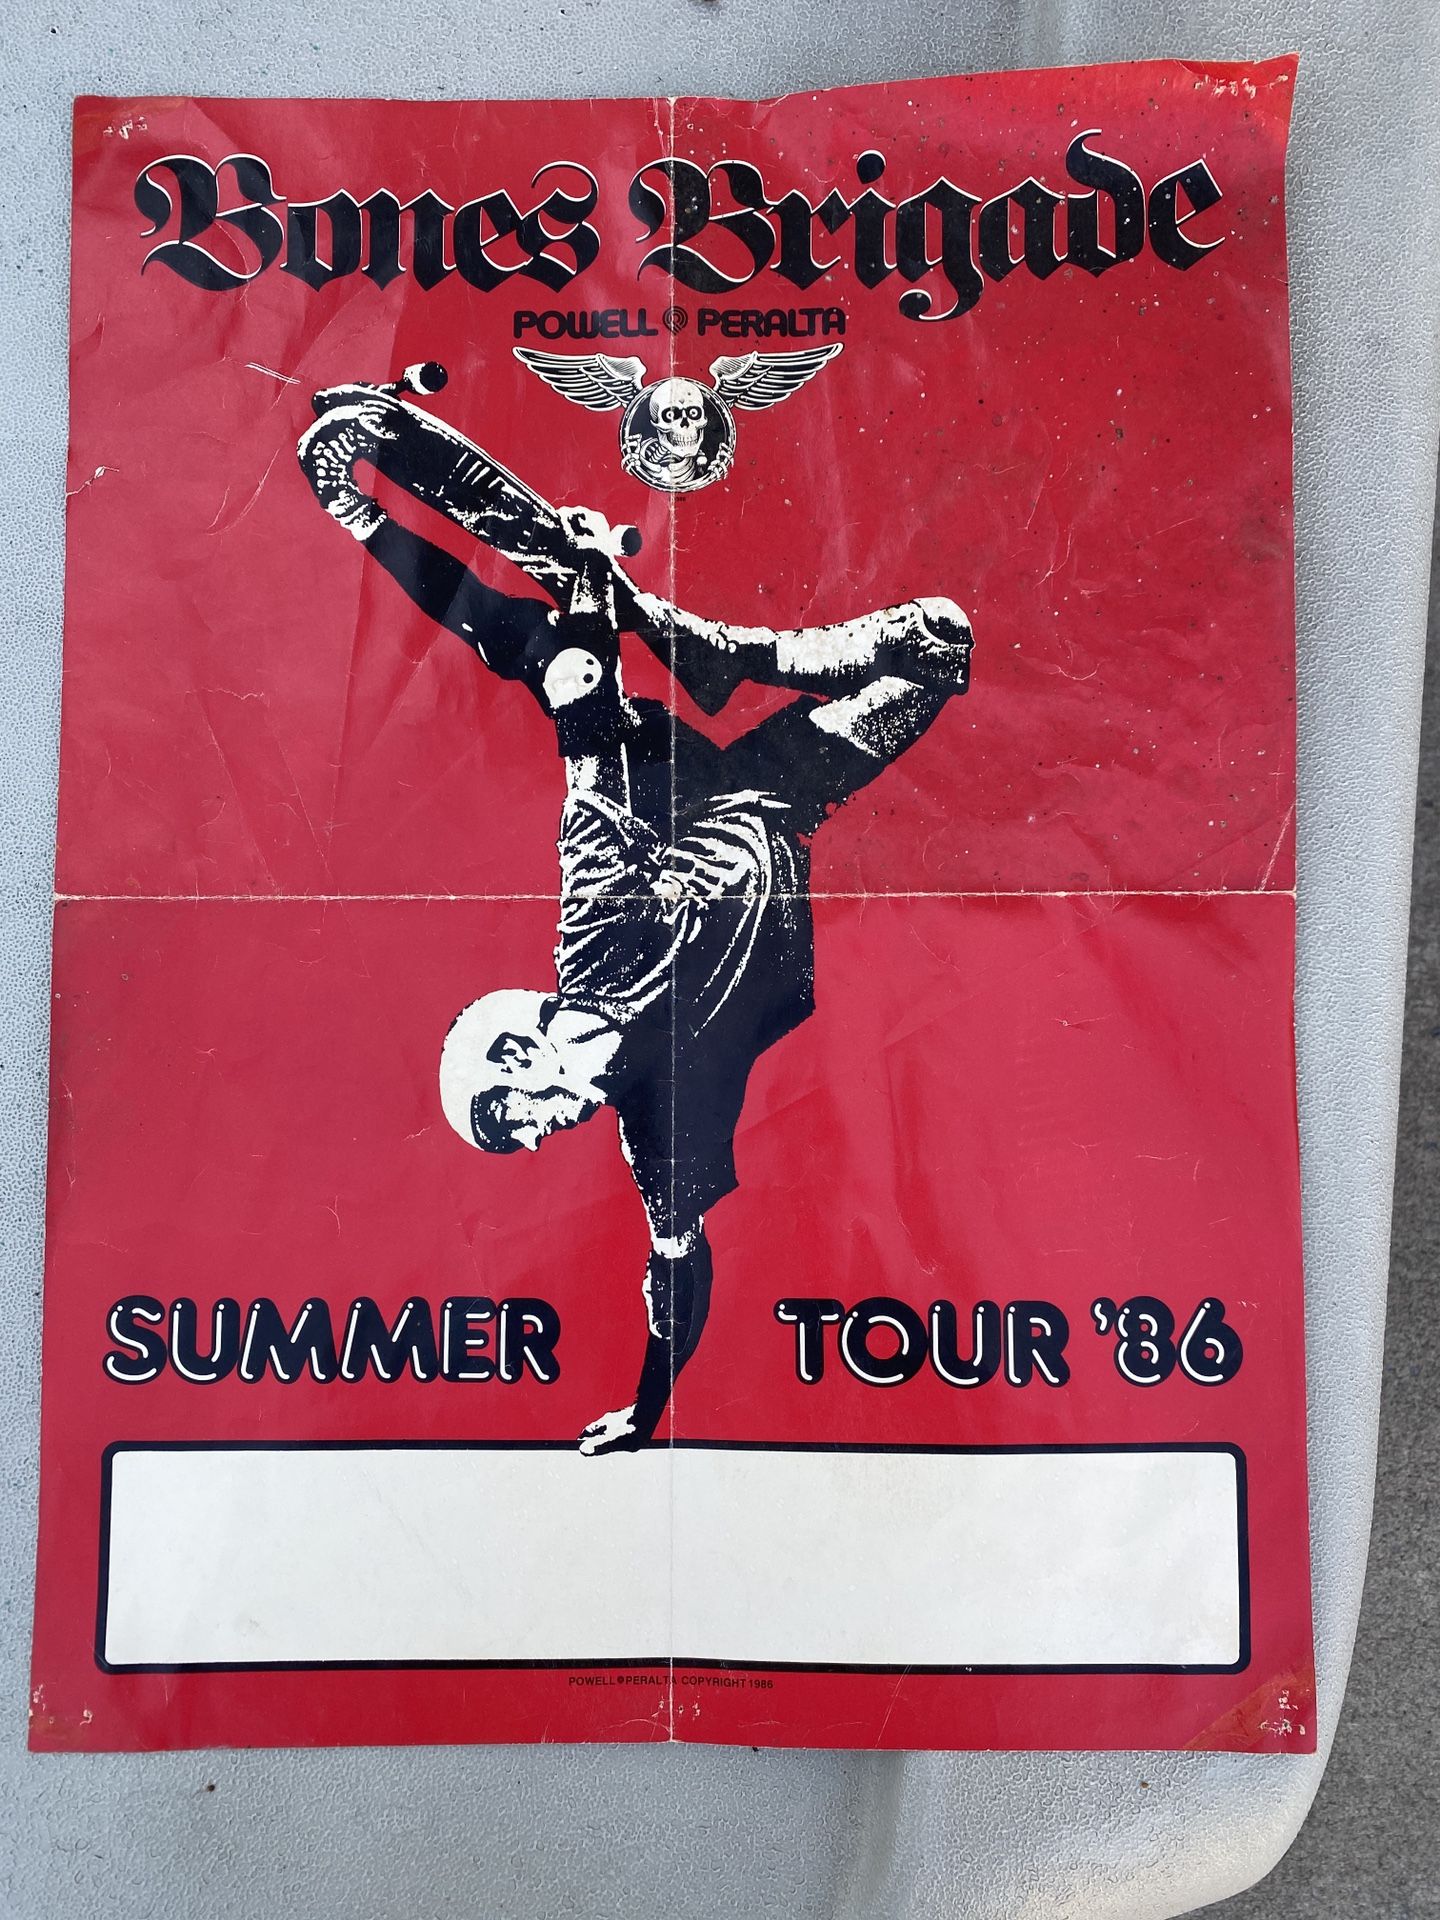 Bones Brigade
POWELL PERALTA
SUMMER TOUR '86
POWELL PERALTA COPYRIGHT 1986